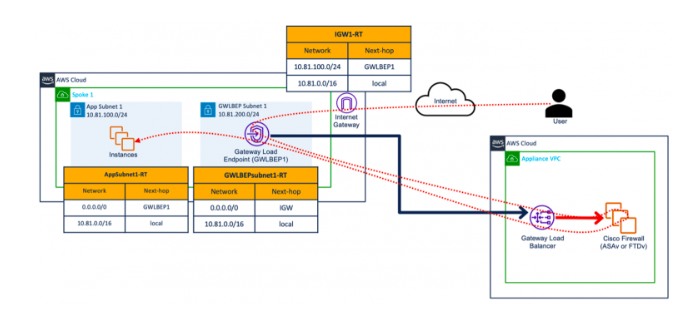 IGW1-RT
Network Next-hop
10.81.100.0/24 GWLBEP1
10.81.0.0/16 local
aws AWS Cloud
Spoke 1
App Subnet 1
10.81.100.0/24
GWLBEP Subnet 1
10.81.200.0/24
Internet
Gateway
Internet
User
Instances
Gateway Load
Endpoint (GWLBEP1)
AppSubnet1-RT
Network Next-hop
0.0.0.0/0 GWLBEP1
10.81.0.0/16 local
GWLBEPsubnet1-RT
Network Next-hop
0.0.0.0/0 IGW
10.81.0.0/16 local
aws AWS Cloud
Appliance VPC
Gateway Load
Balancer
Cisco Firewall
(ASAv or FTDv)